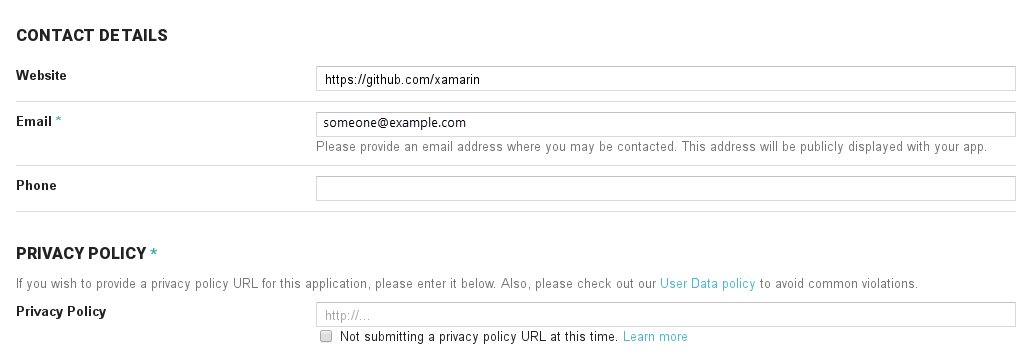 CONTACT DETAILS
Website
https://github.com/xamarin
Email *
someone@example.com
Please provide an email address where you may be contacted. This address will be publicly displayed with your app.
Phone
PRIVACY POLICY *
If you wish to provide a privacy policy URL for this application, please enter it below. Also, please check out our User Data policy to avoid common violations.
Privacy Policy
http://...
Not submitting a privacy policy URL at this time. Learn more